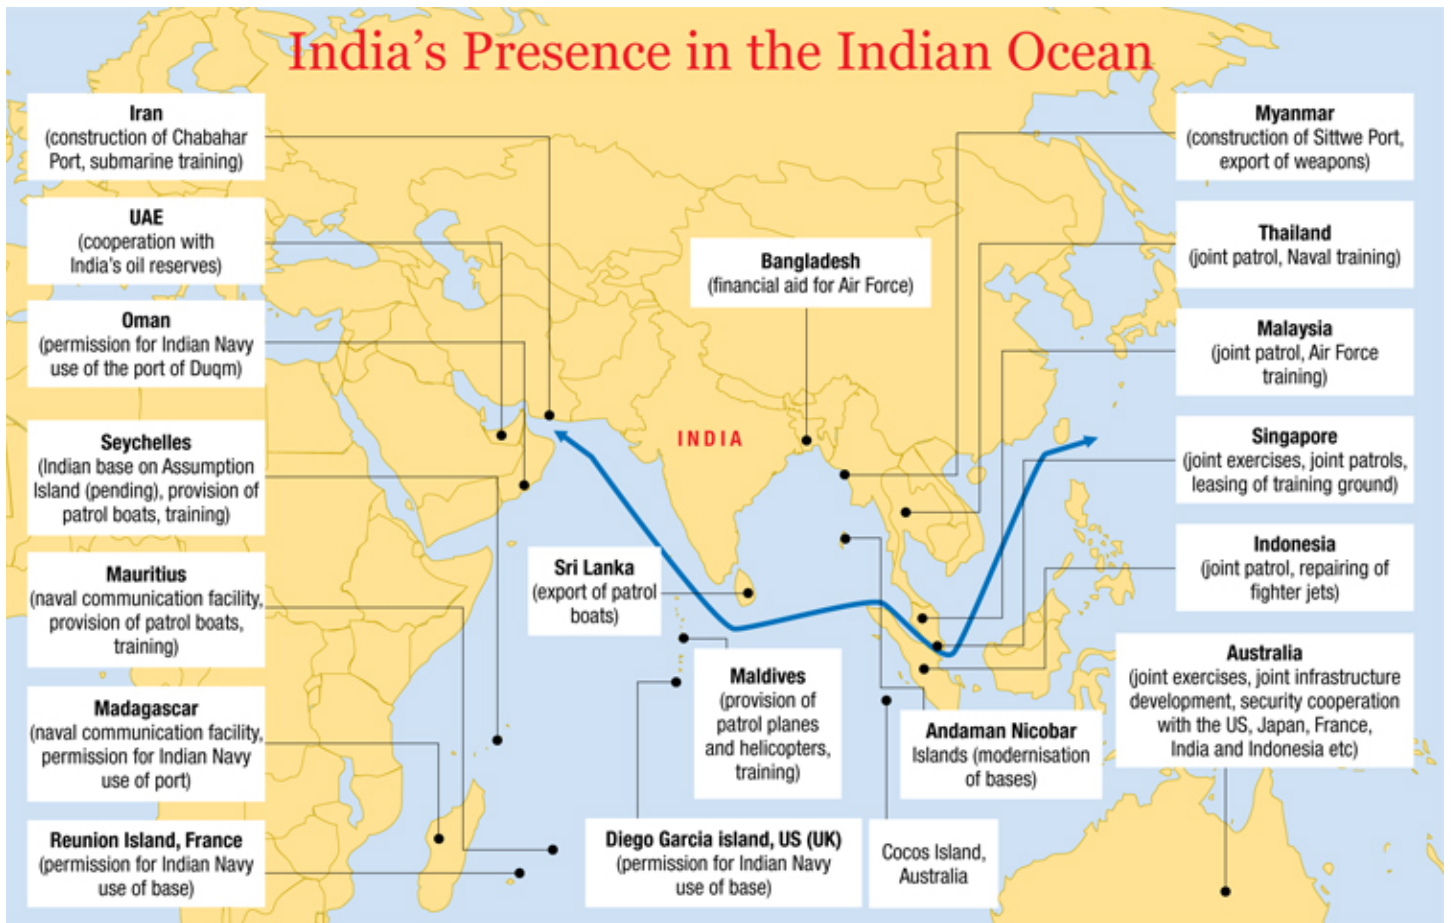 India's Presence in the Indian Ocean
Iran
(construction of Chabahar
Port, submarine training)
UAE
(cooperation with
India's oil reserves)
Oman
(permission for Indian Navy
use of the port of Duqm)
Seychelles
(Indian base on Assumption
Island (pending), provision of
patrol boats, training)
Mauritius
(naval communication facility,
provision of patrol boats,
training)
Madagascar
(naval communication facility,
permission for Indian Navy
use of port)
Reunion Island, France
(permission for Indian Navy
use of base)
Bangladesh
(financial aid for Air Force)
INDIA
Sri Lanka
(export of patrol
boats)
Maldives
(provision of
patrol planes
and helicopters,
training)
Diego Garcia island, US (UK)
(permission for Indian Navy
use of base)
Andaman Nicobar
Islands (modernisation
of bases)
Cocos Island,
Australia
Myanmar
(construction of Sittwe Port,
export of weapons)
Thailand
(joint patrol, Naval training)
Malaysia
(joint patrol, Air Force
training)
Singapore
(joint exercises, joint patrols,
leasing of training ground)
Indonesia
(joint patrol, repairing of
fighter jets)
Australia
(joint exercises, joint infrastructure
development, security cooperation
with the US, Japan, France,
India and Indonesia etc)